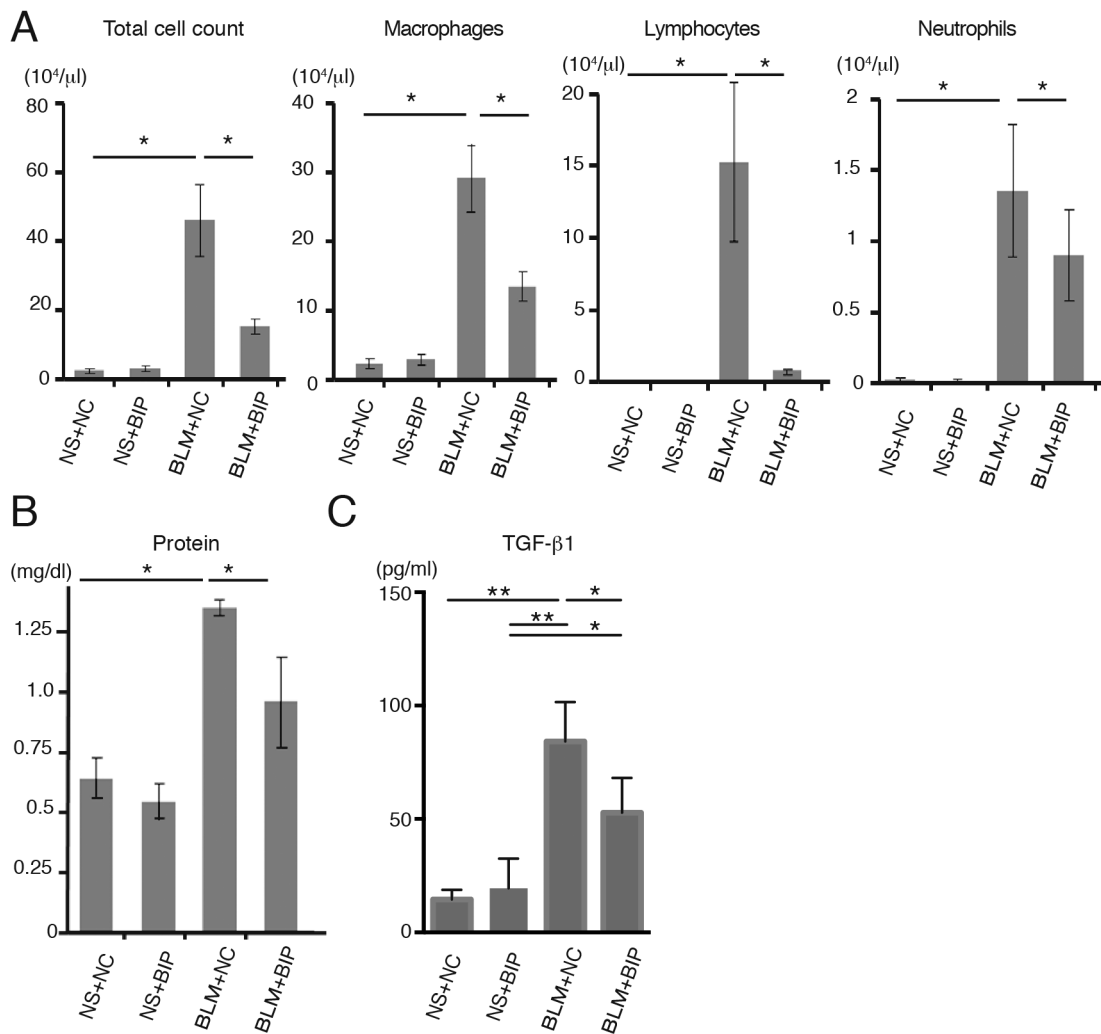 A
Total cell count
Macrophages
Lymphocytes
Neutrophils
(10⁴/μl)
(10⁴/μl)
(10⁴/μl)
(10⁴/μl)
* *
* *
* *
* *
80
60
40
20
0
NS+NC
NS+BIP
BLM+NC
BLM+BIP
40
30
20
10
0
NS+NC
NS+BIP
BLM+NC
BLM+BIP
20
15
10
5
0
NS+NC
NS+BIP
BLM+NC
BLM+BIP
2
1.5
1
0.5
0
NS+NC
NS+BIP
BLM+NC
BLM+BIP
B
Protein
(mg/dl)
* *
1.25
1.0
0.75
0.5
0.25
0
NS+NC
NS+BIP
BLM+NC
BLM+BIP
C
TGF-β1
(pg/ml)
** *
**
*
150
100
50
0
NS+NC
NS+BIP
BLM+NC
BLM+BIP